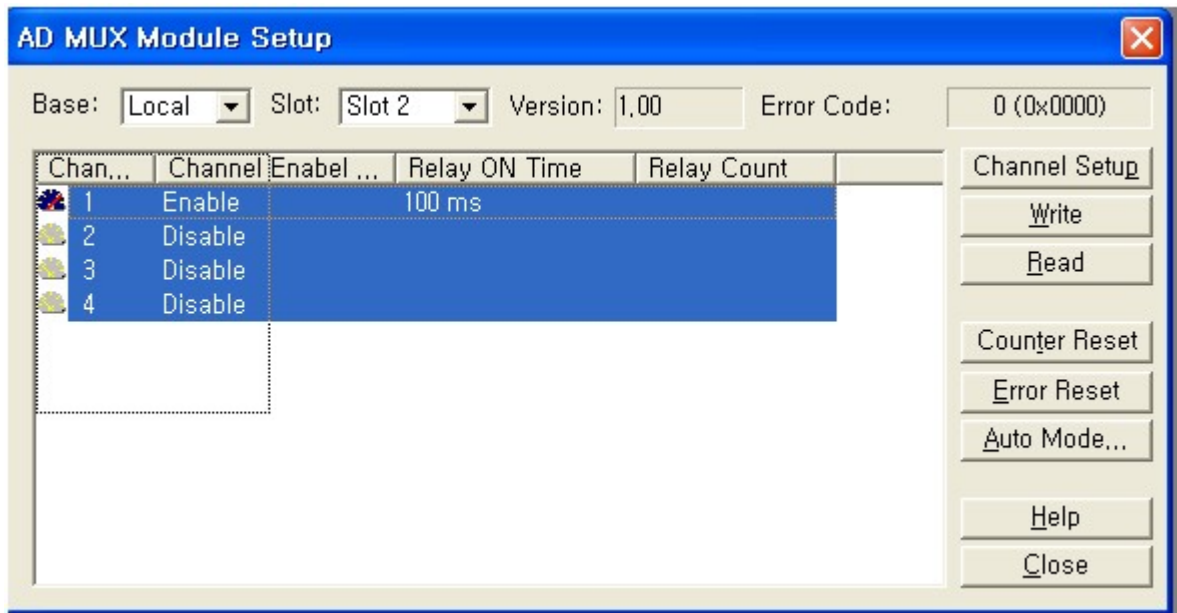 AD MUX Module Setup
Base: Local Slot: Slot 2 Version: 1.00 Error Code: 0 (0x0000)
Chan... Channel Enabel ... Relay ON Time Relay Count
1 Enable 100 ms
2 Disable
3 Disable
4 Disable
Channel Setup
Write
Read
Counter Reset
Error Reset
Auto Mode...
Help
Close